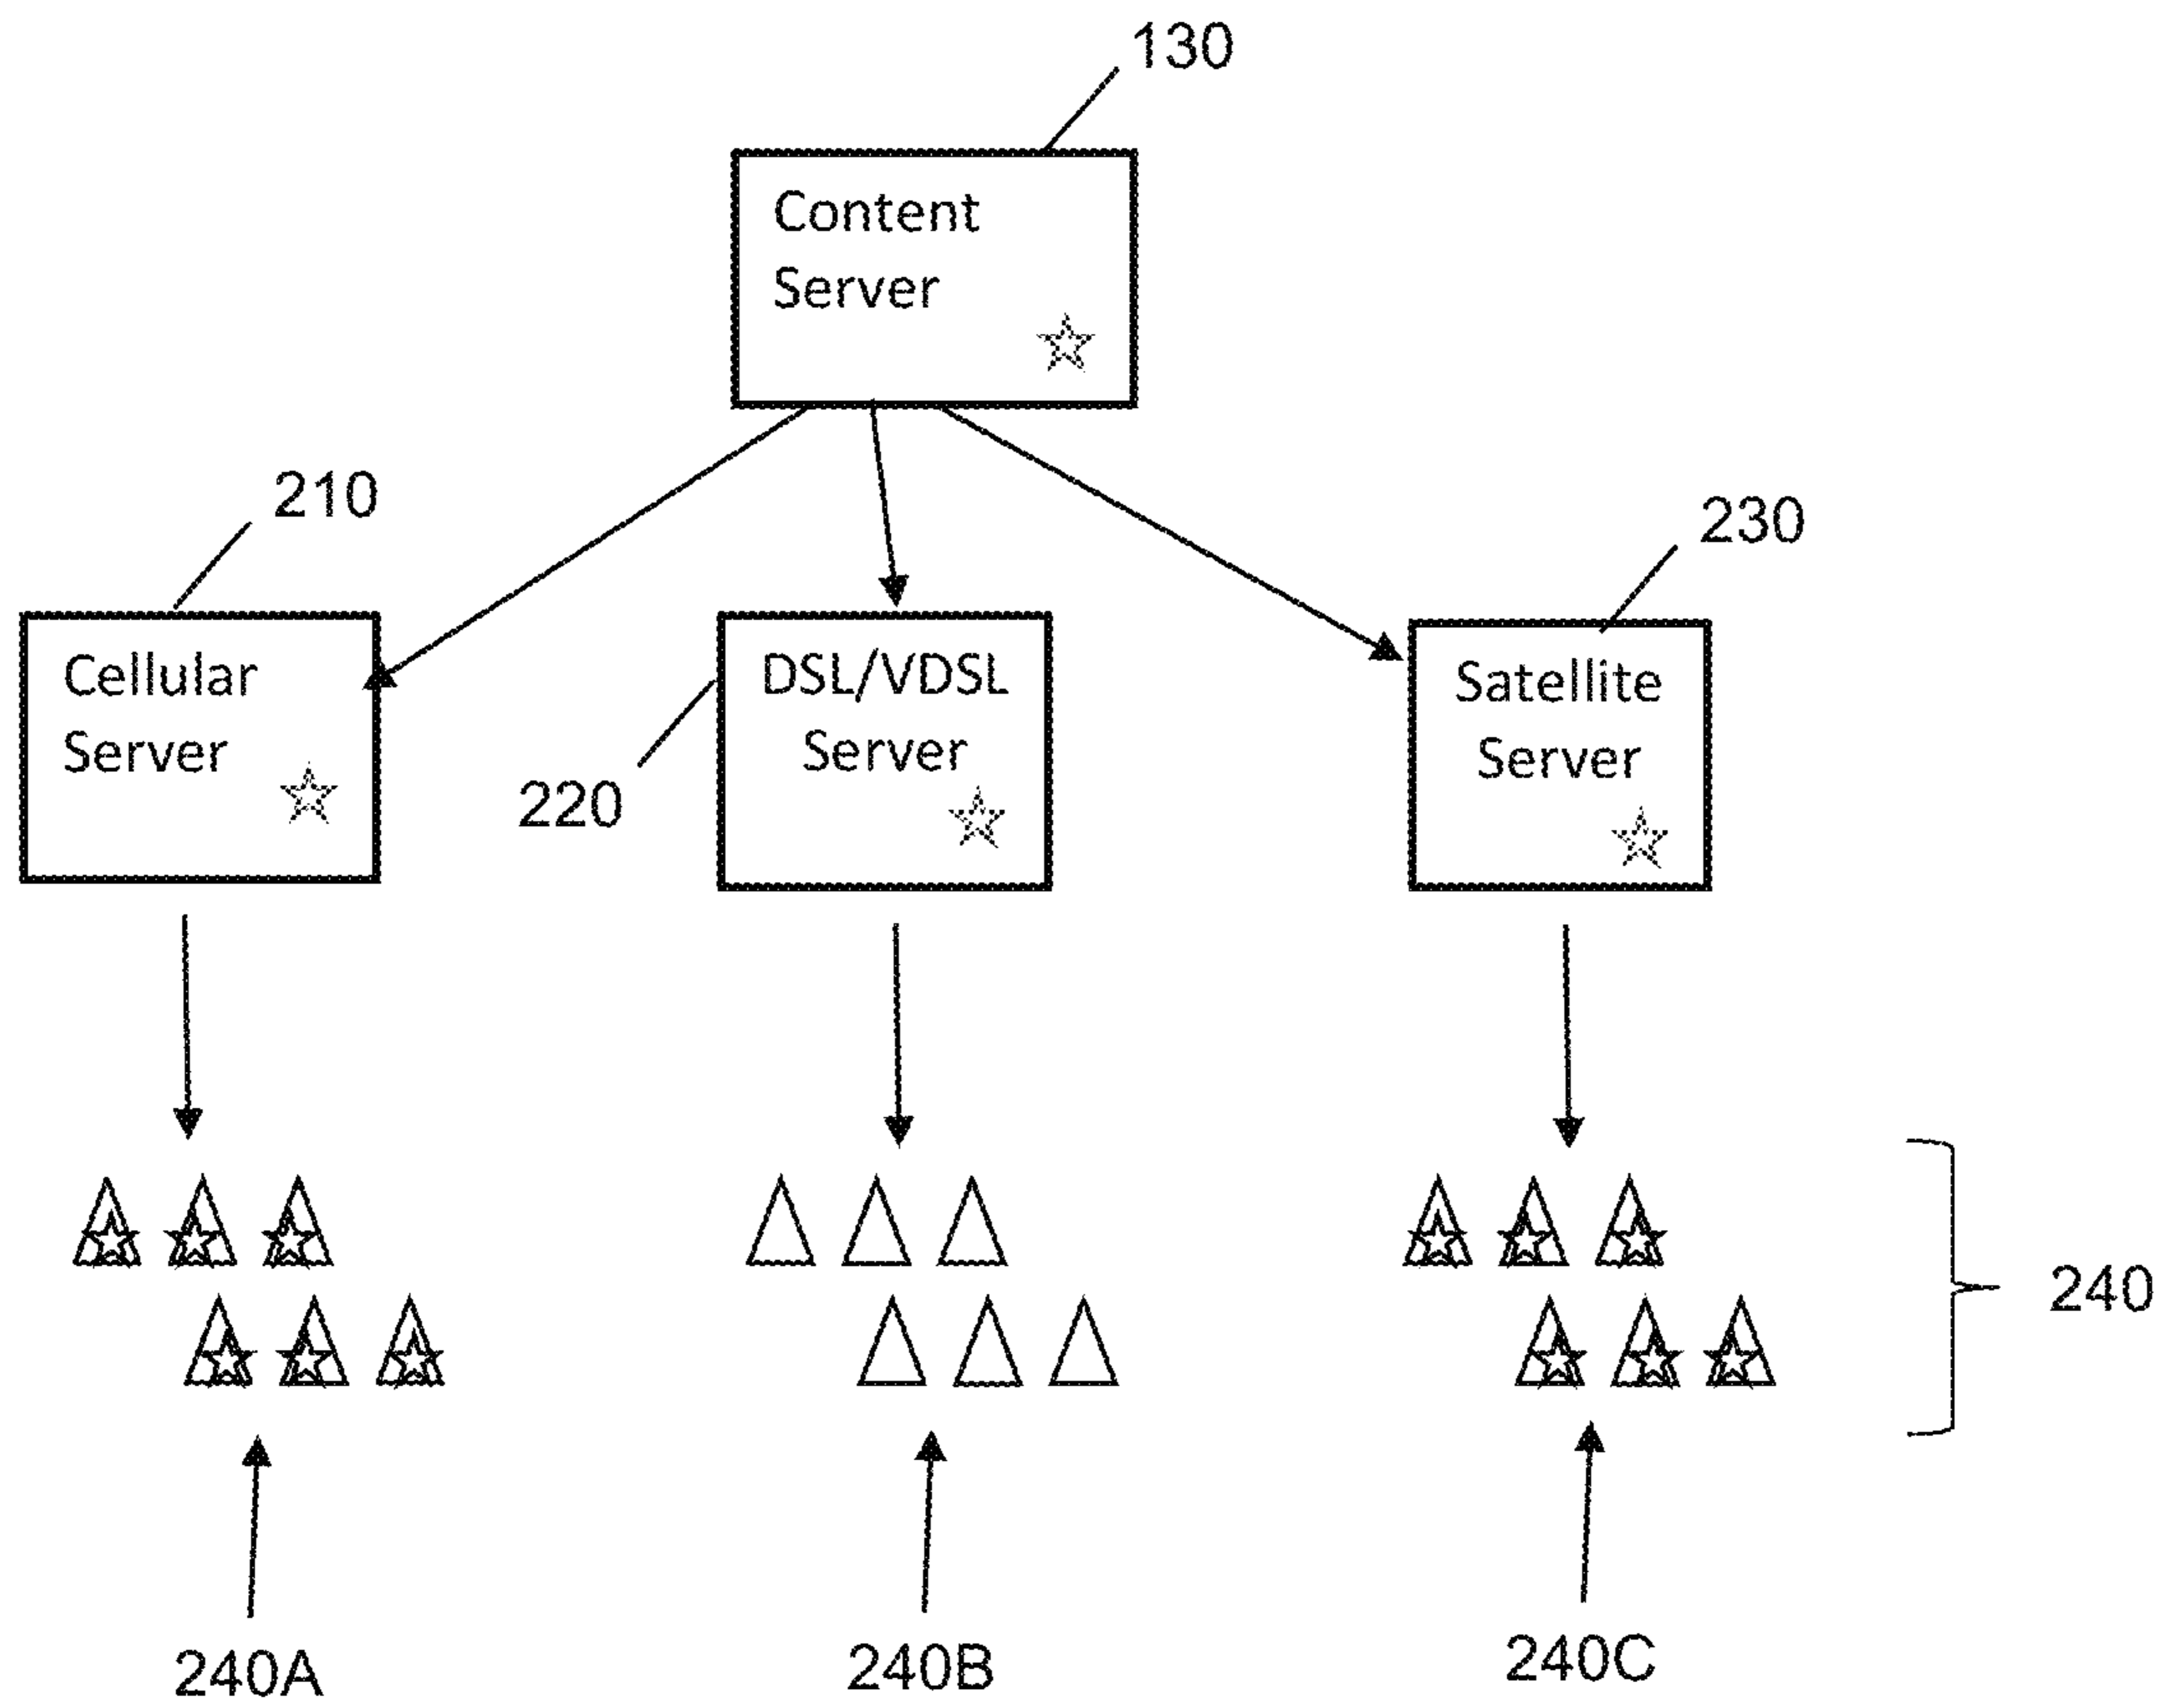 130
Content
Server
210
230
Cellular
Server
DSL/VDSL
Server
Satellite
Server
220
240
240A
240B
240C